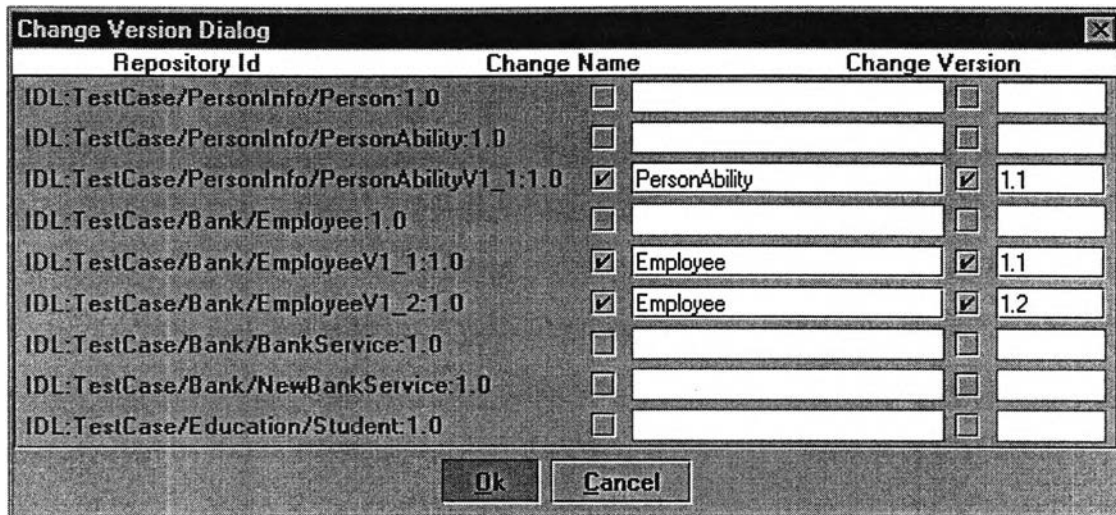 Change Version Dialog
Repository Id Change Name Change Version
IDL:TestCase/PersonInfo/Person:1.0
IDL:TestCase/PersonInfo/PersonAbility:1.0
IDL:TestCase/PersonInfo/PersonAbilityV1_1:1.0 PersonAbility 1.1
IDL:TestCase/Bank/Employee:1.0
IDL:TestCase/Bank/EmployeeV1_1:1.0 Employee 1.1
IDL:TestCase/Bank/EmployeeV1_2:1.0 Employee 1.2
IDL:TestCase/Bank/BankService:1.0
IDL:TestCase/Bank/NewBankService:1.0
IDL:TestCase/Education/Student:1.0
Ok Cancel